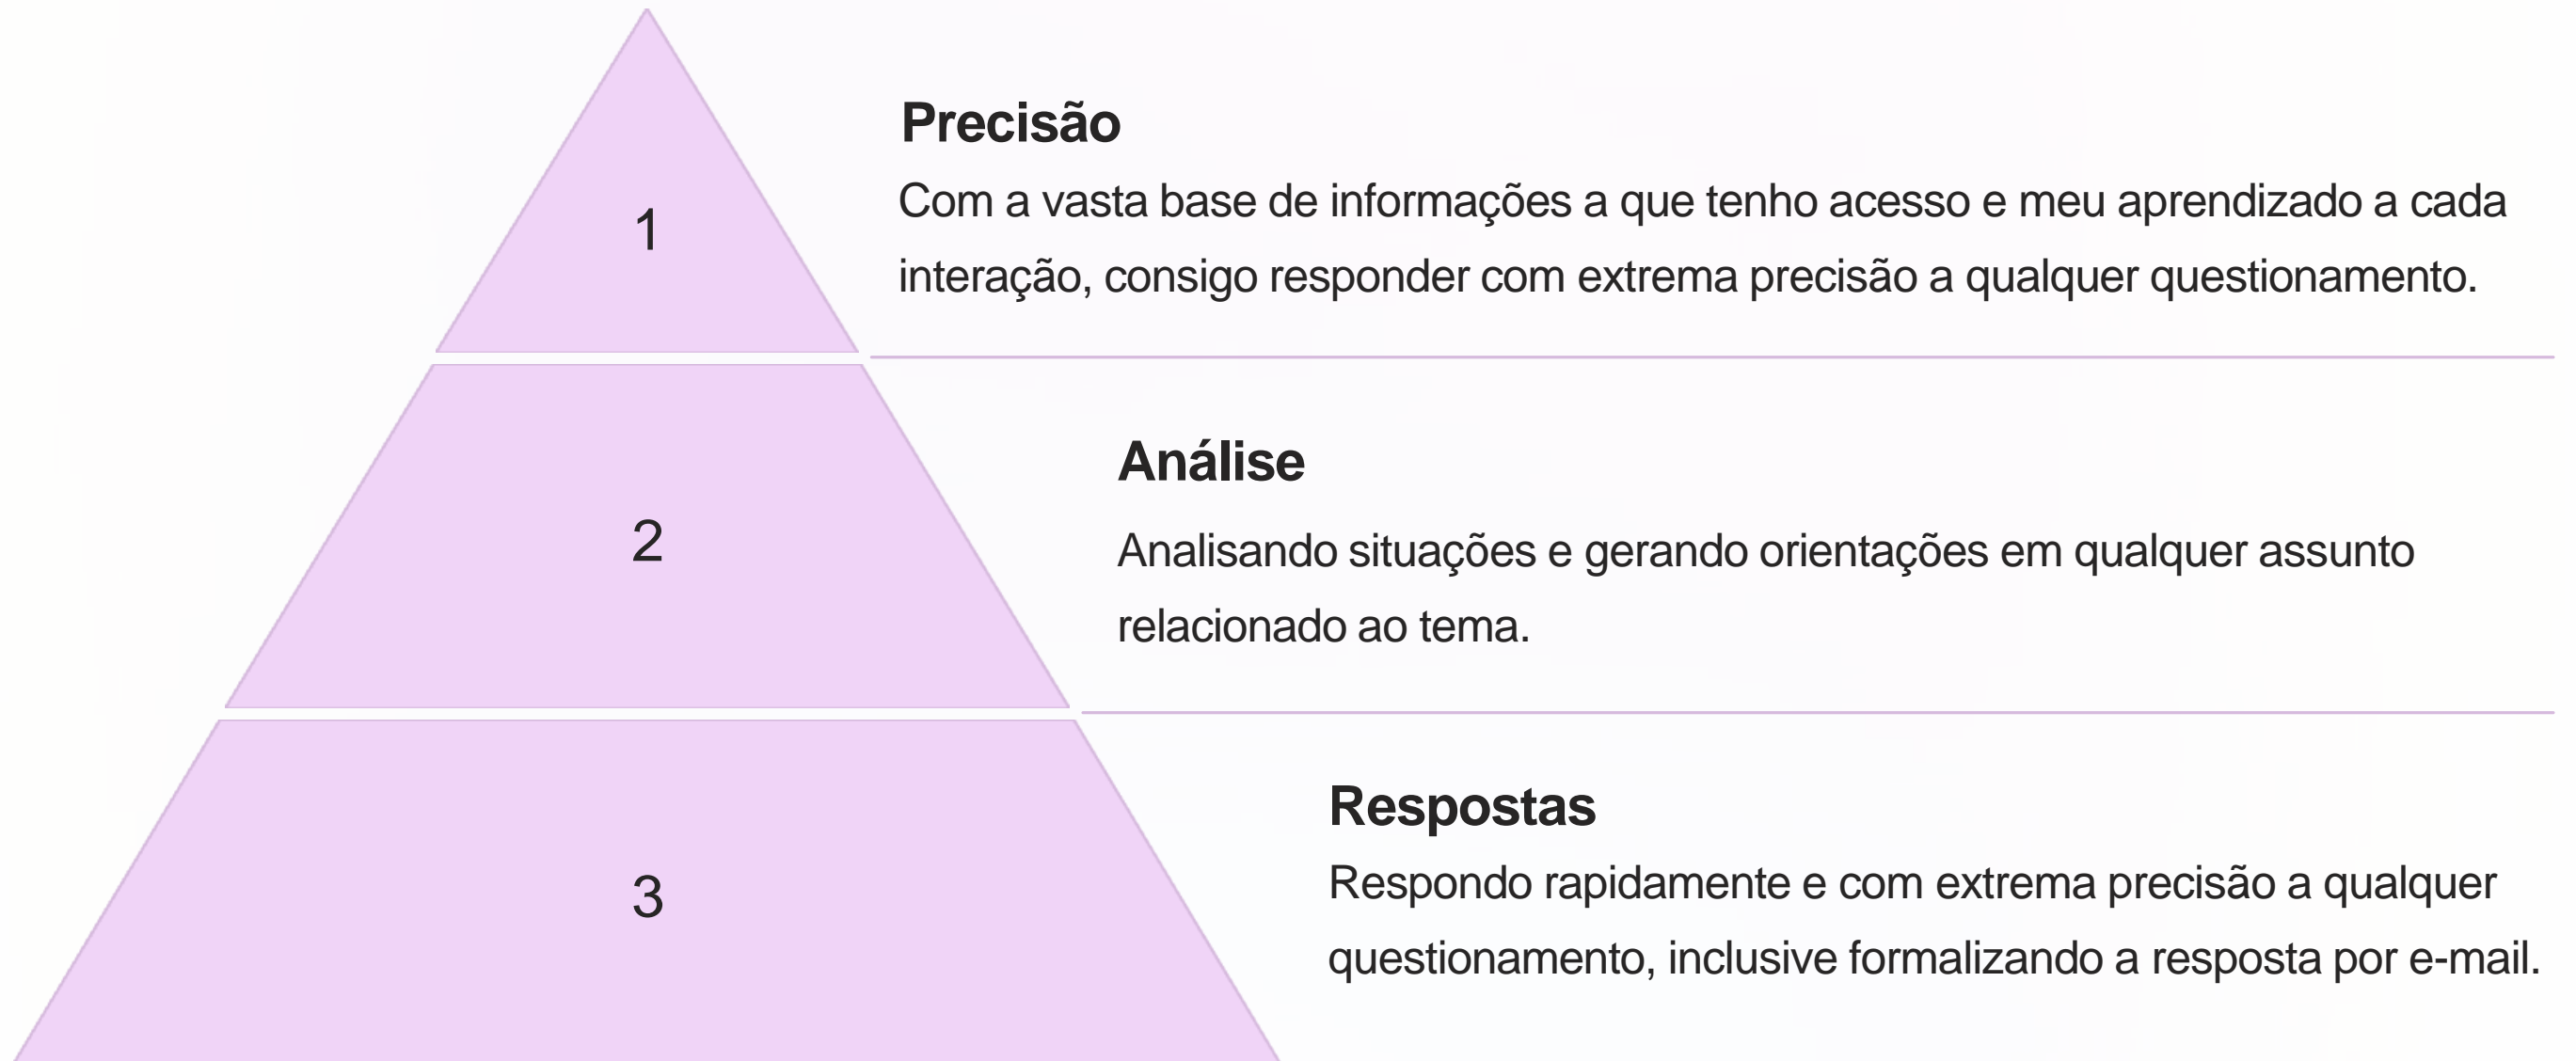 1
Precisão
Com a vasta base de informações a que tenho acesso e meu aprendizado a cada
interação, consigo responder com extrema precisão a qualquer questionamento.
2
Análise
Analisando situações e gerando orientações em qualquer assunto
relacionado ao tema.
3
Respostas
Respondo rapidamente e com extrema precisão a qualquer
questionamento, inclusive formalizando a resposta por e-mail.